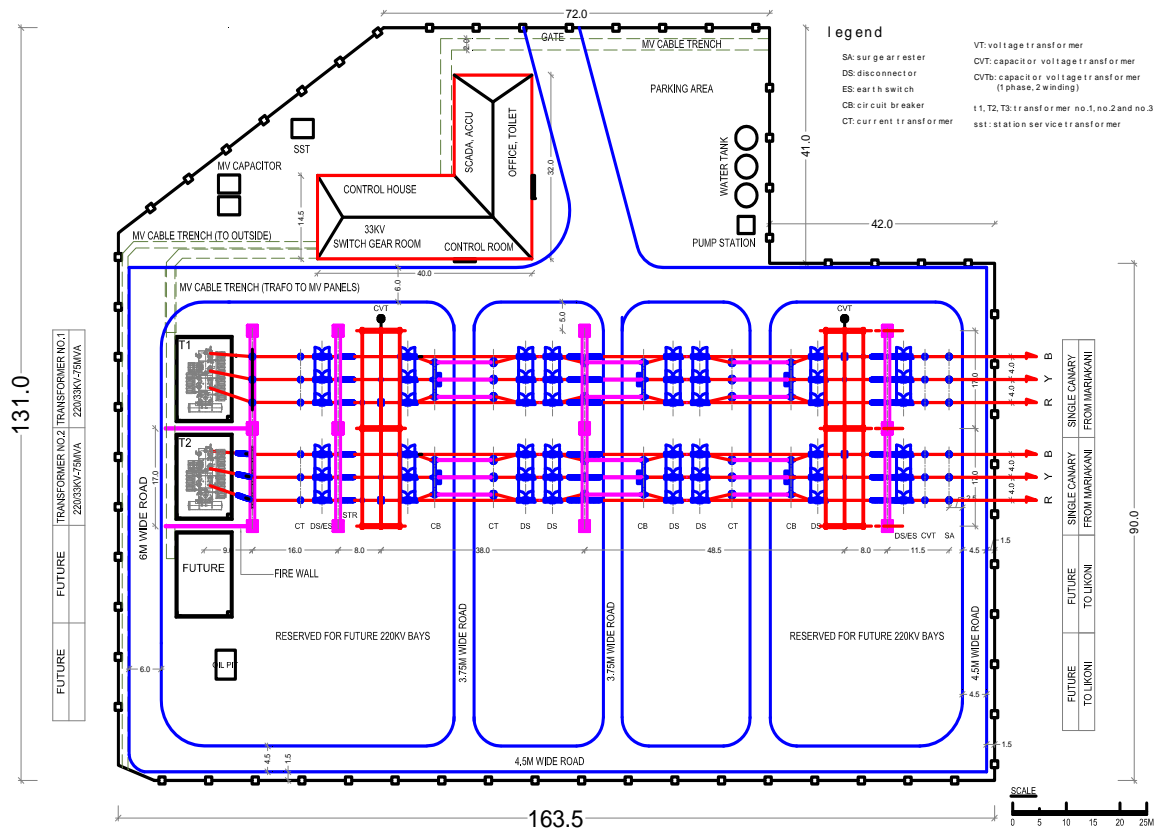 72.0
legend
SA: surge arrester
DS: disconnector
ES: earth switch
CB: circuit breaker
CT: current transformer
VT: voltage transformer
CVT: capacitor voltage transformer
CVTb: capacitor voltage transformer
(1 phase, 2 winding)
t1, T2, T3: transformer no.1, no.2 and no.3
sst: station service transformer
GATE
MV CABLE TRENCH
2.0
PARKING AREA
SST
MV CAPACITOR
SCADA, ACCU
OFFICE, TOILET
32.0
WATER TANK
41.0
CONTROL HOUSE
14.5
33KV
SWITCH GEAR ROOM
CONTROL ROOM
PUMP STATION
42.0
MV CABLE TRENCH (TO OUTSIDE)
40.0
6.0
MV CABLE TRENCH (TRAFO TO MV PANELS)
CVT
5.0
CVT
131.0
TRANSFORMER NO.1
220/33KV-75MVA
TRANSFORMER NO.2
220/33KV-75MVA
FUTURE
FUTURE
T1
T2
17.0
17.0
17.0
4.0
4.0
4.0
4.0
B
Y
R
B
Y
R
SINGLE CANARY
FROM MARIAKANI
SINGLE CANARY
FROM MARIAKANI
FUTURE
TO LIKONI
FUTURE
TO LIKONI
90.0
6M WIDE ROAD
STR
CT
DS/ES
CB
CT
DS
DS
CB
DS
DS
CT
CB
DS
DS/ES
CVT
SA
9.0
16.0
8.0
38.0
48.5
8.0
11.5
4.5
1.5
FUTURE
FIRE WALL
RESERVED FOR FUTURE 220KV BAYS
3.75M WIDE ROAD
3.75M WIDE ROAD
RESERVED FOR FUTURE 220KV BAYS
4.5M WIDE ROAD
OIL PIT
6.0
4.5
1.5
4.5
1.5
4,5M WIDE ROAD
163.5
SCALE
0 5 10 15 20 25M